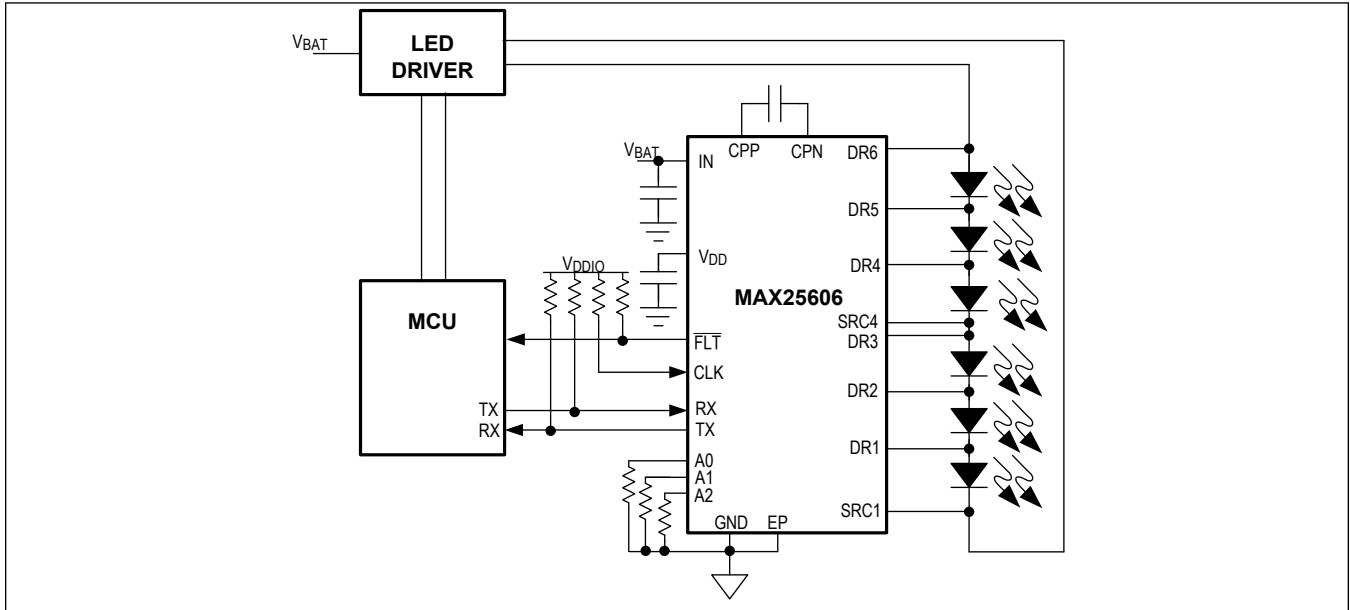 VBAT
LED
DRIVER
CPP
CPN
DR6
VBAT
IN
DR5
VDD
DR4
VDDIO
MAX25606
MCU
SRC4
DR3
FLT
CLK
DR2
TX
RX
RX
TX
DR1
A0
A1
A2
SRC1
GND
EP